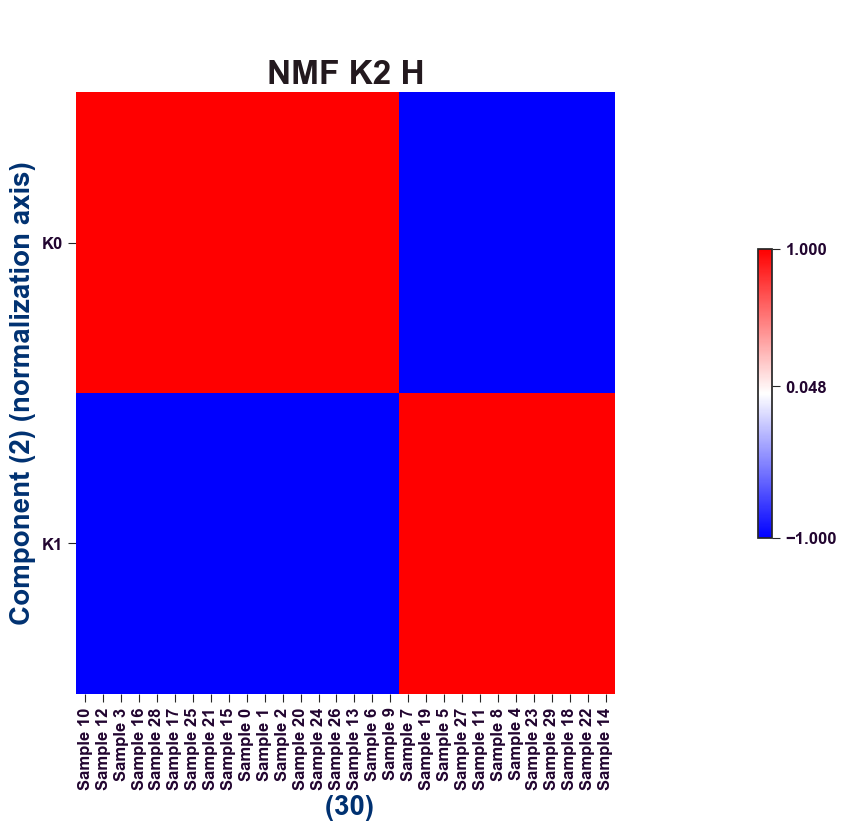 NMF K2 H
Component (2) (normalization axis)
K0
K1
1.000
0.048
−1.000
Sample 10
Sample 12
Sample 3
Sample 16
Sample 28
Sample 17
Sample 25
Sample 21
Sample 15
Sample 0
Sample 1
Sample 2
Sample 20
Sample 24
Sample 26
Sample 13
Sample 6
Sample 9
Sample 7
Sample 19
Sample 5
Sample 27
Sample 11
Sample 8
Sample 4
Sample 23
Sample 29
Sample 18
Sample 22
Sample 14
(30)